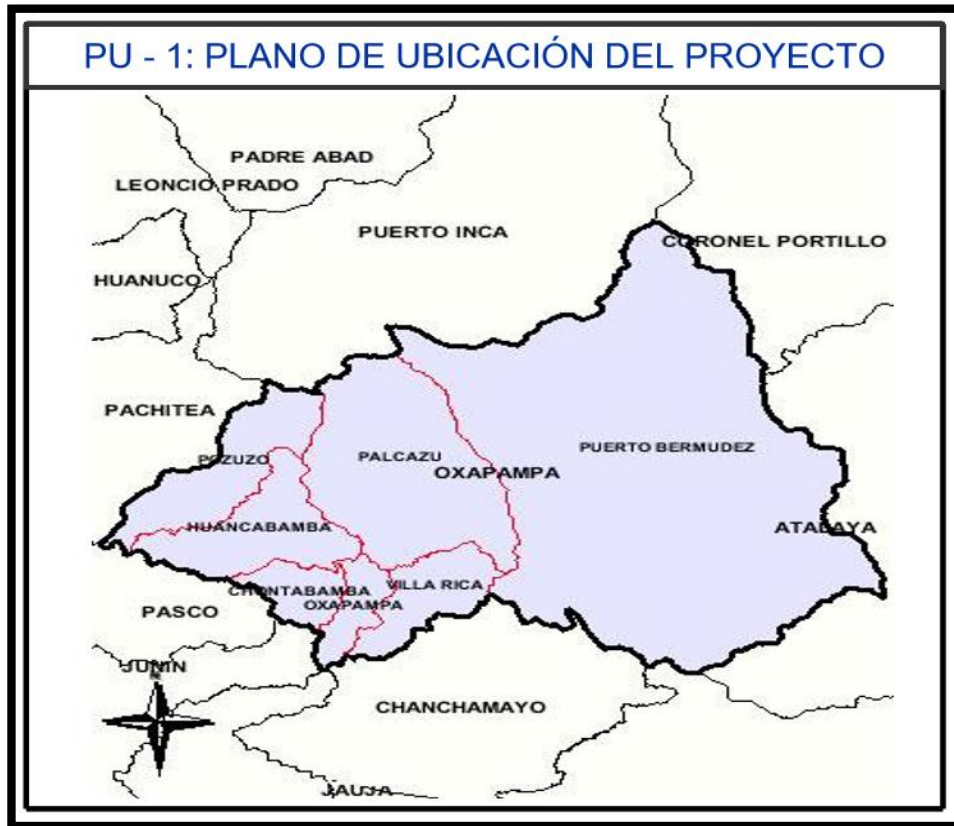 PU - 1: PLANO DE UBICACIÓN DEL PROYECTO
PADRE ABAD
LEONCIO PRADO
PUERTO INCA
CORONEL PORTILLO
HUANUCO
PACHITEA
PUERTO BERMUDEZ
POZUZO
PALCAZU
OXAPAMPA
HUANCABAMBA
ATALAYA
VILLA RICA
CHONTABAMBA
OXAPAMPA
PASCO
JUNIN
N
CHANCHAMAYO
JAUJA